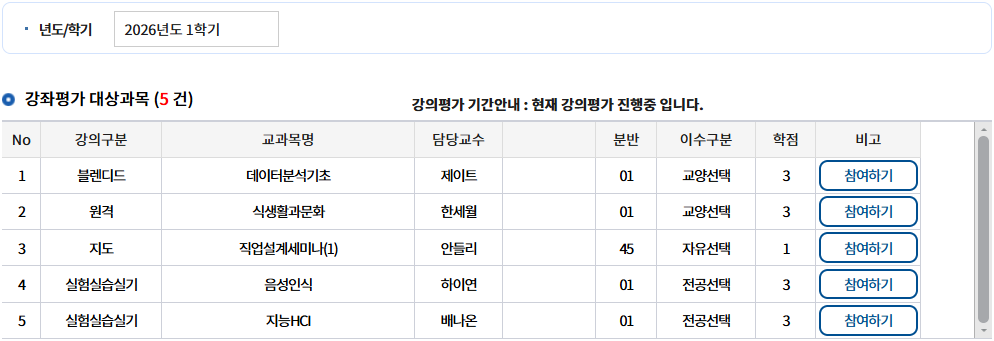 년도/학기 2026년도 1학기
강좌평가 대상과목 (5 건)
강의평가 기간안내 : 현재 강의평가 진행중 입니다.
No 강의구분 교과목명 담당교수 분반 이수구분 학점 비고
1 블렌디드 데이터분석기초 제이트 01 교양선택 3 참여하기
2 원격 식생활과문화 한세월 01 교양선택 3 참여하기
3 지도 직업설계세미나(1) 안들리 45 자유선택 1 참여하기
4 실험실습실기 음성인식 하이연 01 전공선택 3 참여하기
5 실험실습실기 지능HCI 배나온 01 전공선택 3 참여하기